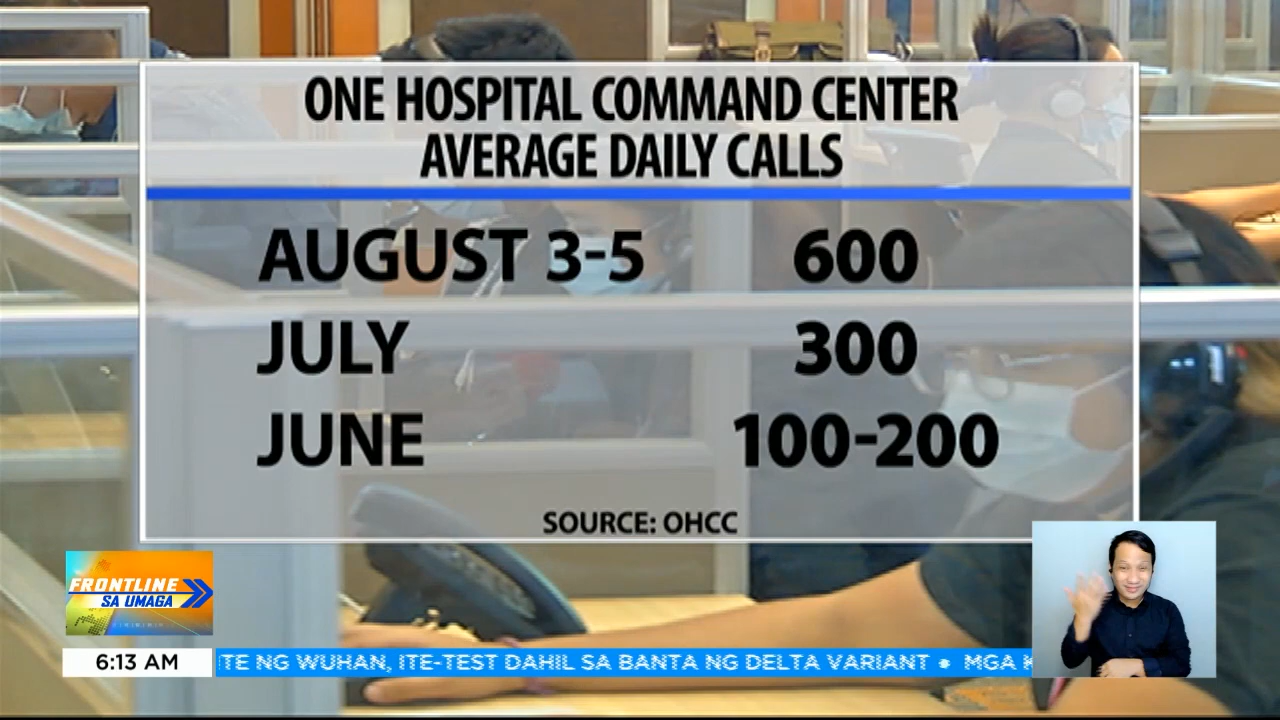 ONE HOSPITAL COMMAND CENTER
AVERAGE DAILY CALLS
AUGUST 3-5 600
JULY 300
JUNE 100-200
SOURCE: OHCC
FRONTLINE
SA UMAGA
6:13 AM
TE NG WUHAN, ITE-TEST DAHIL SA BANTA NG DELTA VARIANT • MGA K